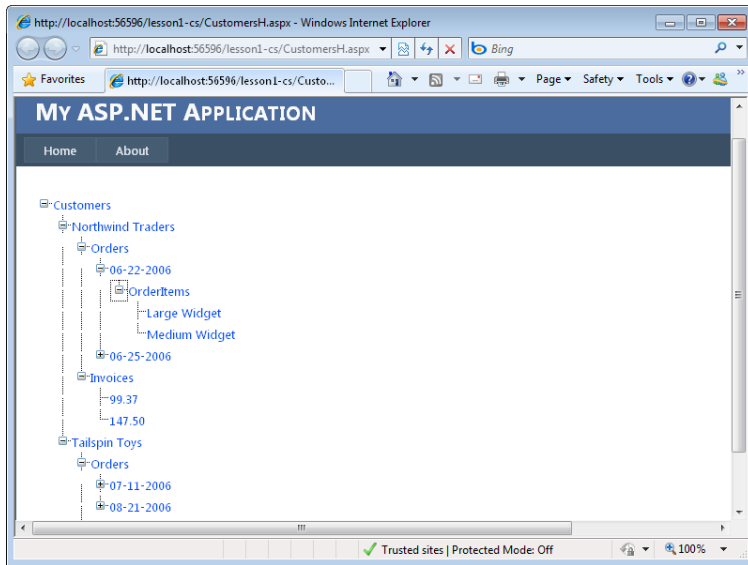 http://localhost:56596/lesson1-cs/CustomersH.aspx - Windows Internet Explorer
http://localhost:56596/lesson1-cs/CustomersH.aspx Bing
Favorites http://localhost:56596/lesson1-cs/Custo... Page Safety Tools »
MY ASP.NET APPLICATION
Home About
Customers
Northwind Traders
Orders
06-22-2006
OrderItems
Large Widget
Medium Widget
06-25-2006
Invoices
99.37
147.50
Tailspin Toys
Orders
07-11-2006
08-21-2006
Trusted sites | Protected Mode: Off 100%